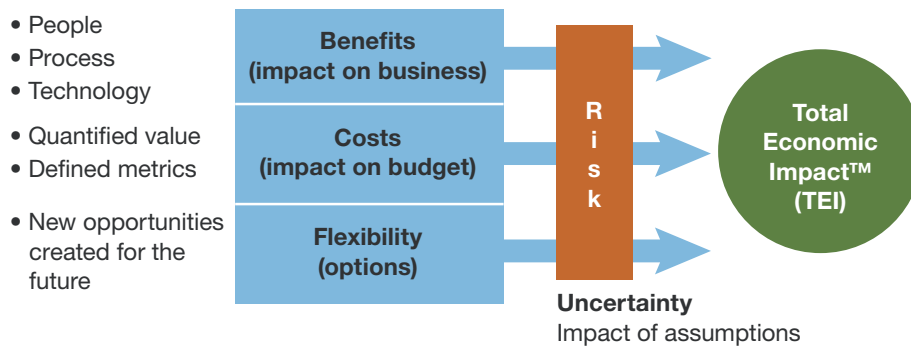 • People
• Process
• Technology
• Quantified value
• Defined metrics
• New opportunities
created for the
future
Benefits
(impact on business)
Costs
(impact on budget)
Flexibility
(options)
R
i
s
k
Uncertainty
Impact of assumptions
Total
Economic
Impact™
(TEI)